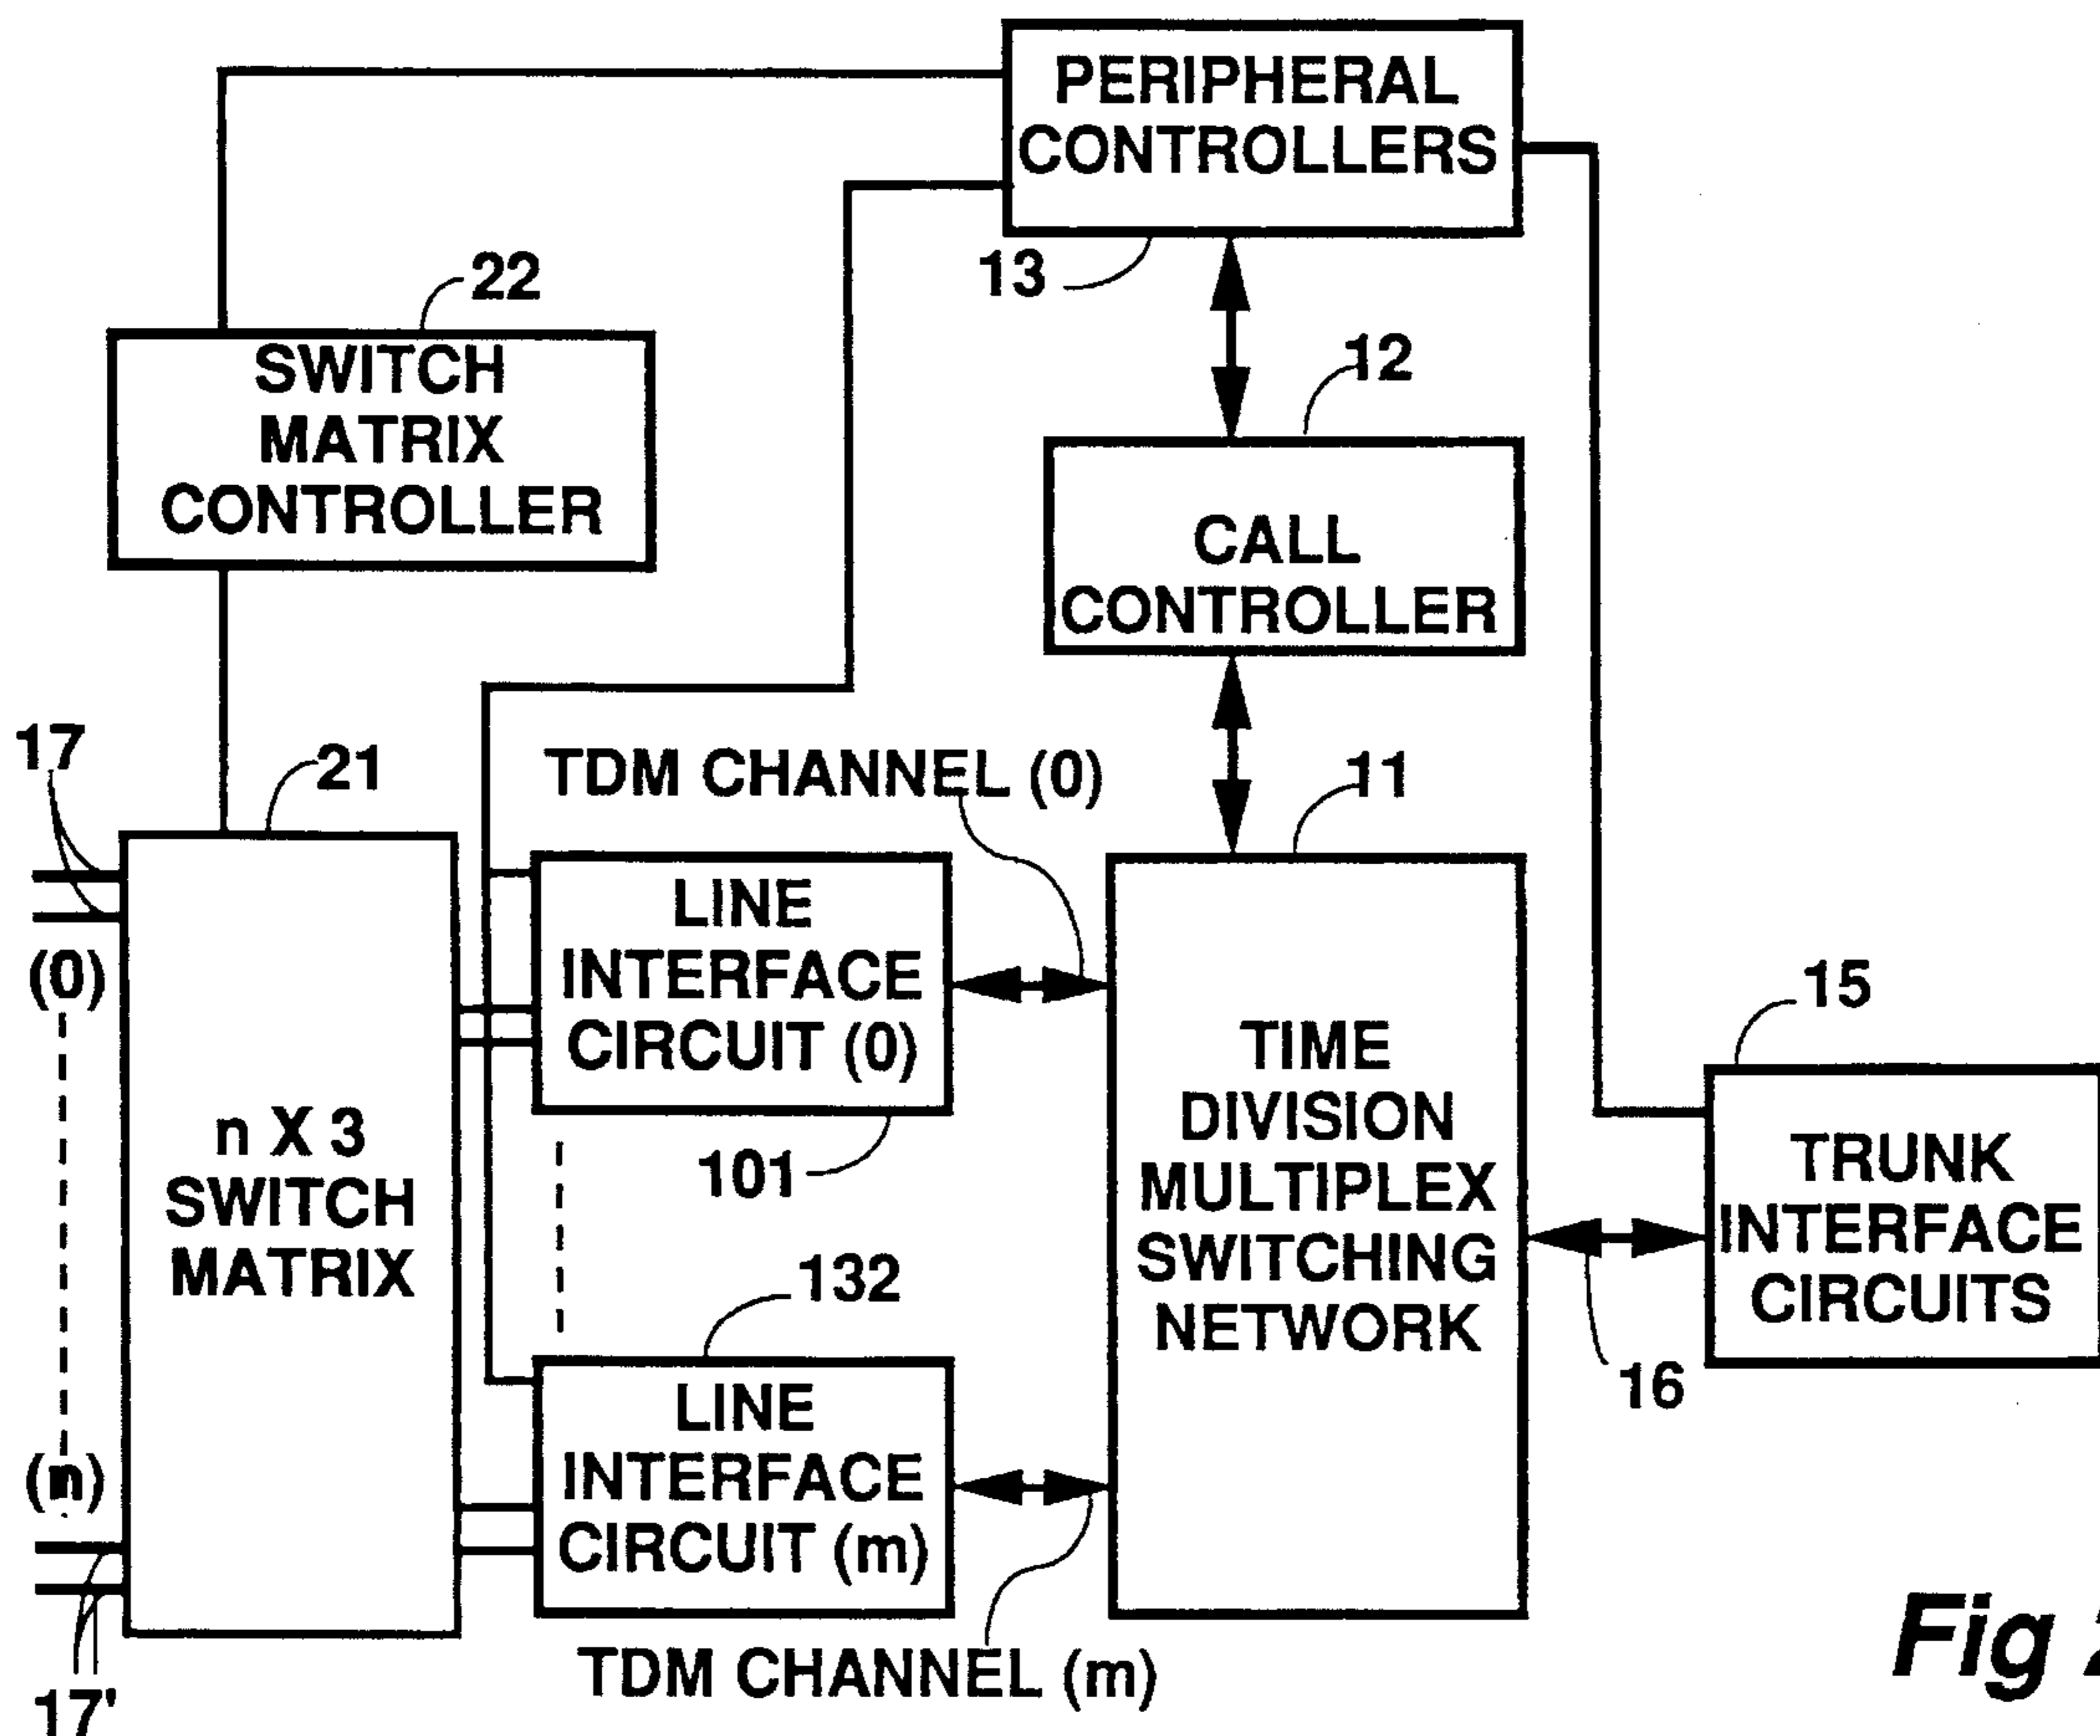 PERIPHERAL
CONTROLLERS
13
22
SWITCH
MATRIX
CONTROLLER
12
CALL
CONTROLLER
17
21
TDM CHANNEL (0)
11
(0)
LINE
INTERFACE
CIRCUIT (0)
101
n X 3
SWITCH
MATRIX
TIME
DIVISION
MULTIPLEX
SWITCHING
NETWORK
15
TRUNK
INTERFACE
CIRCUITS
16
132
(n)
LINE
INTERFACE
CIRCUIT (m)
17'
TDM CHANNEL (m)
Fig